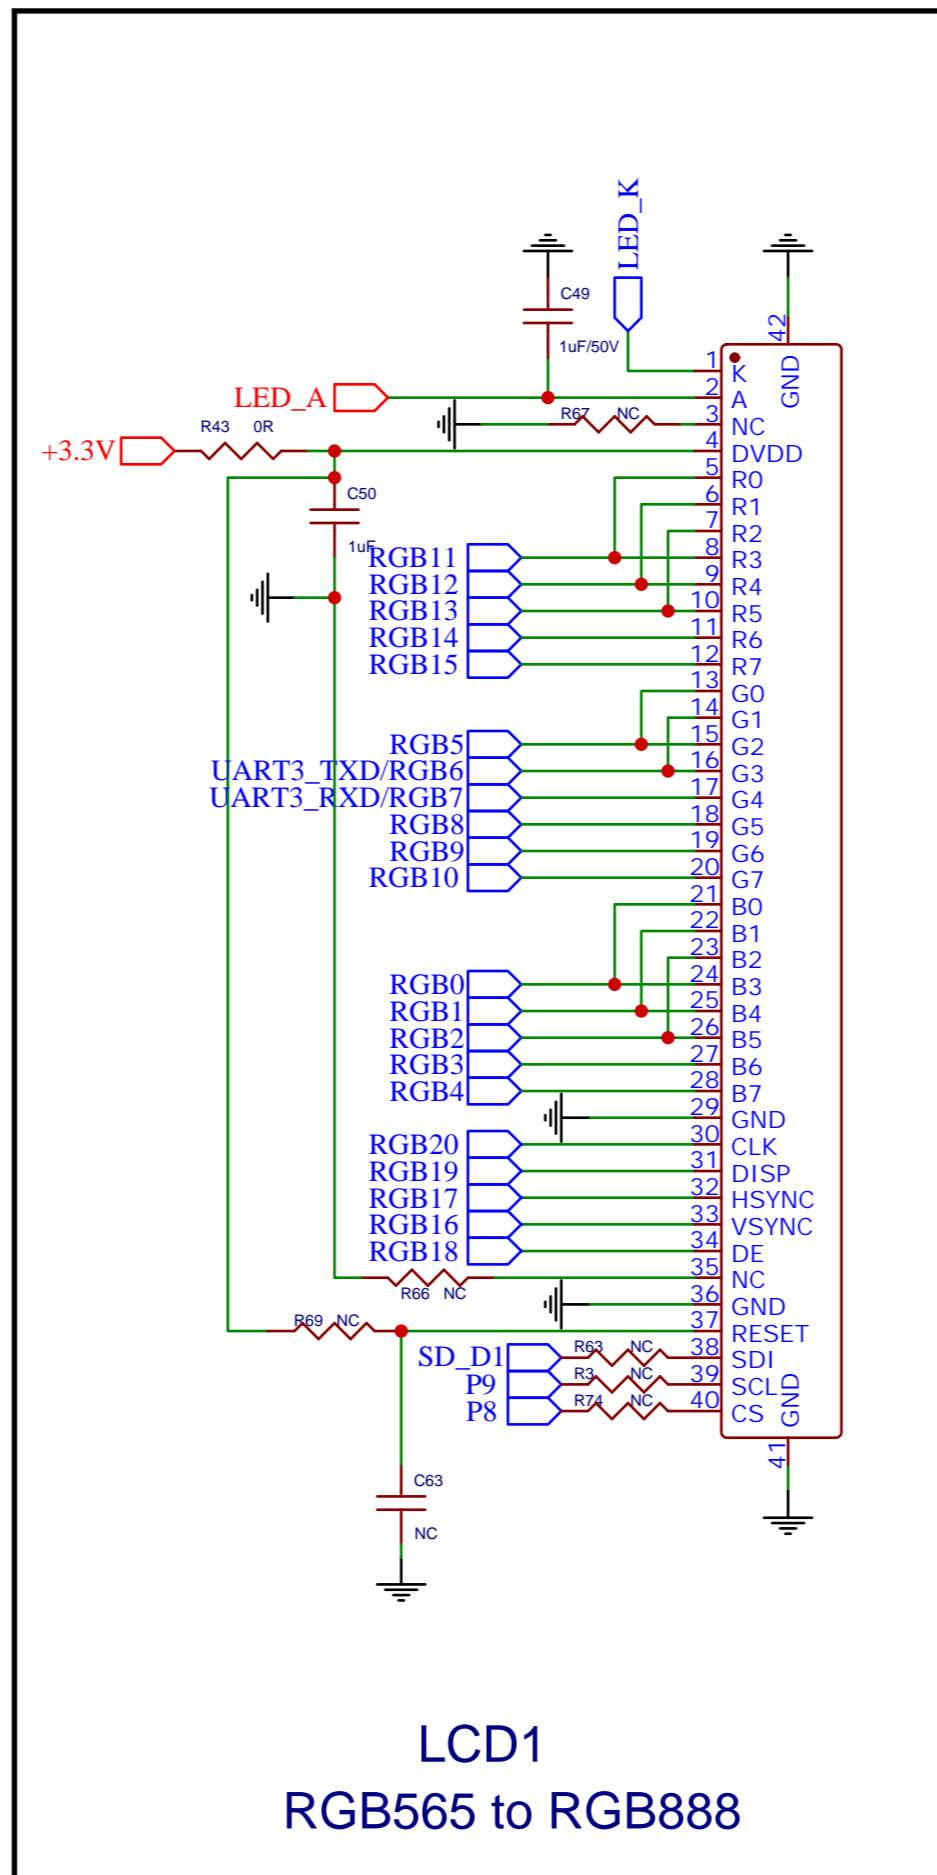 LED_K
C49
1uF/50V
42
GND
1 K
LED_A
2 A
R67 NC
3 NC
+3.3V
R43 0R
4 DVDD
5 R0
C50
1uF
6 R1
7 R2
RGB11 8 R3
RGB12 9 R4
RGB13 10 R5
RGB14 11 R6
RGB15 12 R7
13 G0
14 G1
RGB5 15 G2
UART3_TXD/RGB6 16 G3
UART3_RXD/RGB7 17 G4
RGB8 18 G5
RGB9 19 G6
RGB10 20 G7
21 B0
22 B1
23 B2
RGB0 24 B3
RGB1 25 B4
RGB2 26 B5
RGB3 27 B6
RGB4 28 B7
29 GND
RGB20 30 CLK
RGB19 31 DISP
RGB17 32 HSYNC
RGB16 33 VSYNC
RGB18 34 DE
R66 NC 35 NC
36 GND
R69 NC 37 RESET
SD_D1 R63 NC 38 SDI
P9 R3 NC 39 SCL
P8 R74 NC 40 CS
GND
41
C63
NC
LCD1
RGB565 to RGB888